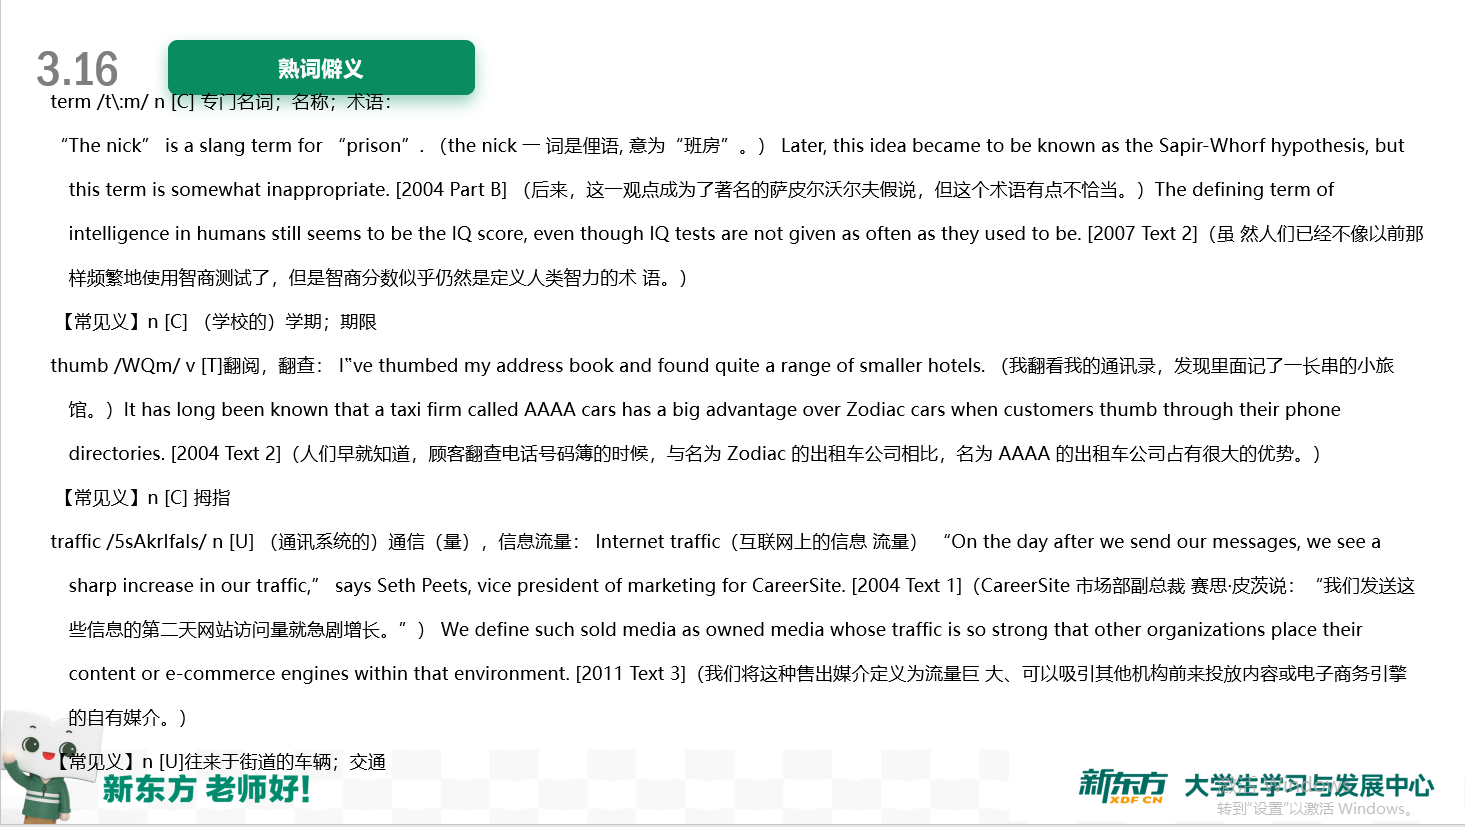 3.16
熟词僻义
term /t\:m/ n [C] 专门名词；名称；术语：
“The nick” is a slang term for “prison”. （the nick 一 词是俚语, 意为“班房”。） Later, this idea became to be known as the Sapir-Whorf hypothesis, but
this term is somewhat inappropriate. [2004 Part B] （后来，这一观点成为了著名的萨皮尔沃尔夫假说，但这个术语有点不恰当。）The defining term of
intelligence in humans still seems to be the IQ score, even though IQ tests are not given as often as they used to be. [2007 Text 2]（虽 然人们已经不像以前那
样频繁地使用智商测试了，但是智商分数似乎仍然是定义人类智力的术 语。）
【常见义】n [C] （学校的）学期；期限
thumb /WQm/ v [T]翻阅，翻查： I‟ve thumbed my address book and found quite a range of smaller hotels. （我翻看我的通讯录，发现里面记了一长串的小旅
馆。）It has long been known that a taxi firm called AAAA cars has a big advantage over Zodiac cars when customers thumb through their phone
directories. [2004 Text 2]（人们早就知道，顾客翻查电话号码簿的时候，与名为 Zodiac 的出租车公司相比，名为 AAAA 的出租车公司占有很大的优势。）
【常见义】n [C] 拇指
traffic /5sAkrIfals/ n [U] （通讯系统的）通信（量），信息流量： Internet traffic（互联网上的信息 流量） “On the day after we send our messages, we see a
sharp increase in our traffic,” says Seth Peets, vice president of marketing for CareerSite. [2004 Text 1]（CareerSite 市场部副总裁 赛思·皮茨说：“我们发送这
些信息的第二天网站访问量就急剧增长。”） We define such sold media as owned media whose traffic is so strong that other organizations place their
content or e-commerce engines within that environment. [2011 Text 3]（我们将这种售出媒介定义为流量巨 大、可以吸引其他机构前来投放内容或电子商务引擎
的自有媒介。）
【常见义】n [U]往来于街道的车辆；交通
新东方 老师好！
新东方 XDF.CN 大学生学习与发展中心
激活 Windows
转到“设置”以激活 Windows。